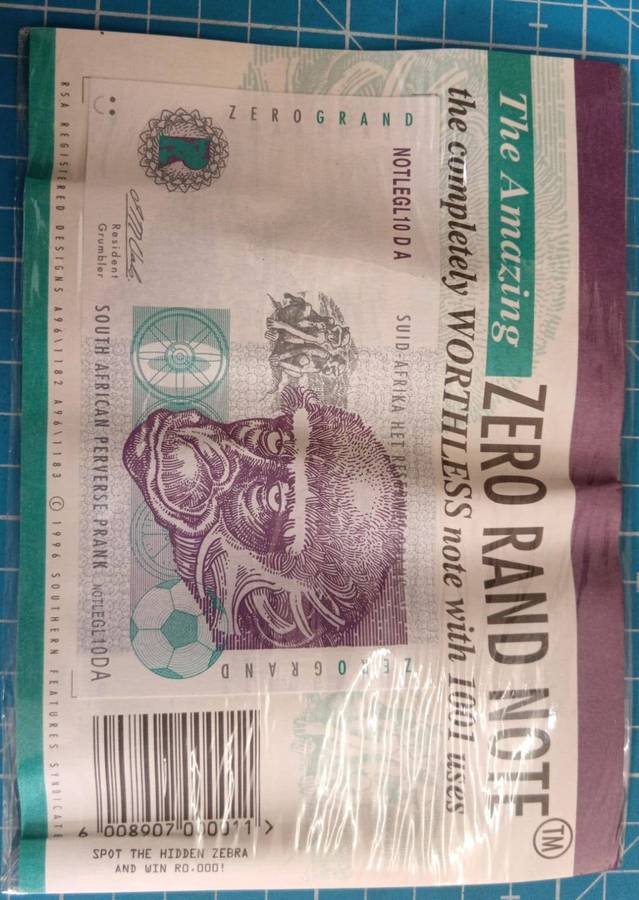 The Amazing ZERO RAND NOTE™
the completely WORTHLESS note with 1001 uses
ZEROGRAND
NOTLEGL10DA
SUID-AFRIKA HET
ZEROGRAND
Resident
Grumbler
SOUTH AFRICAN PERVERSE PRANK NOTLEGL10DA
6 008907 000011 >
SPOT THE HIDDEN ZEBRA
AND WIN R0.000!
RSA REGISTERED DESIGNS A96\1182 A96\1183 © 1996 SOUTHERN FEATURES SYNDICATE